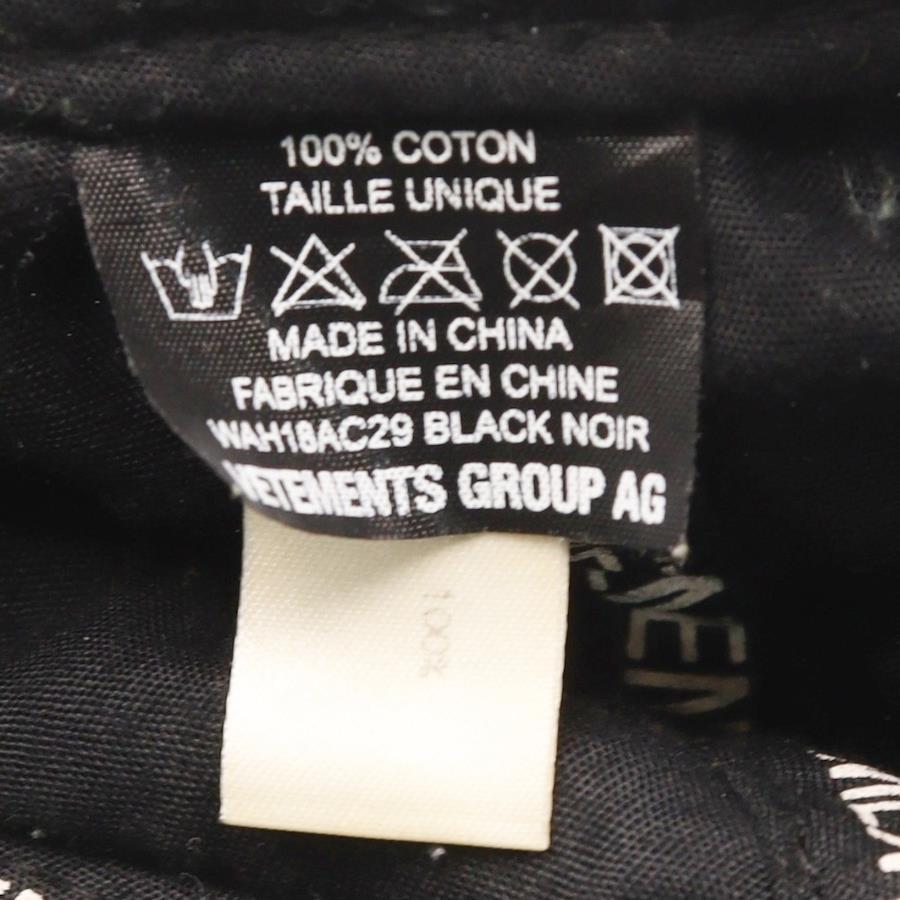 100% COTON
TAILLE UNIQUE
MADE IN CHINA
FABRIQUE EN CHINE
WAH18AC29 BLACK NOIR
VETEMENTS GROUP AG
100%